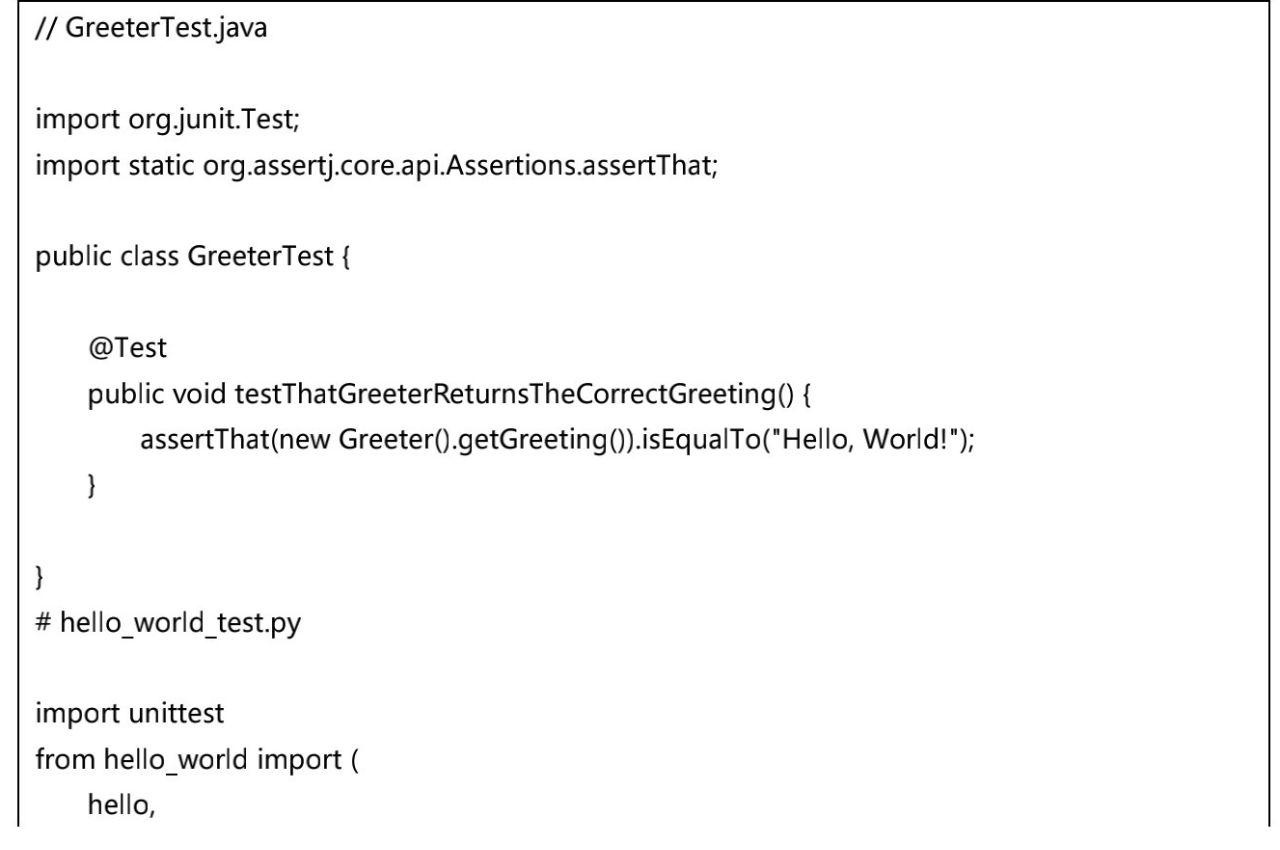 // GreeterTest.java
import org.junit.Test;
import static org.assertj.core.api.Assertions.assertThat;
public class GreeterTest {
@Test
public void testThatGreeterReturnsTheCorrectGreeting() {
assertThat(new Greeter().getGreeting()).isEqualTo("Hello, World!");
}
}
# hello_world_test.py
import unittest
from hello_world import (
hello,